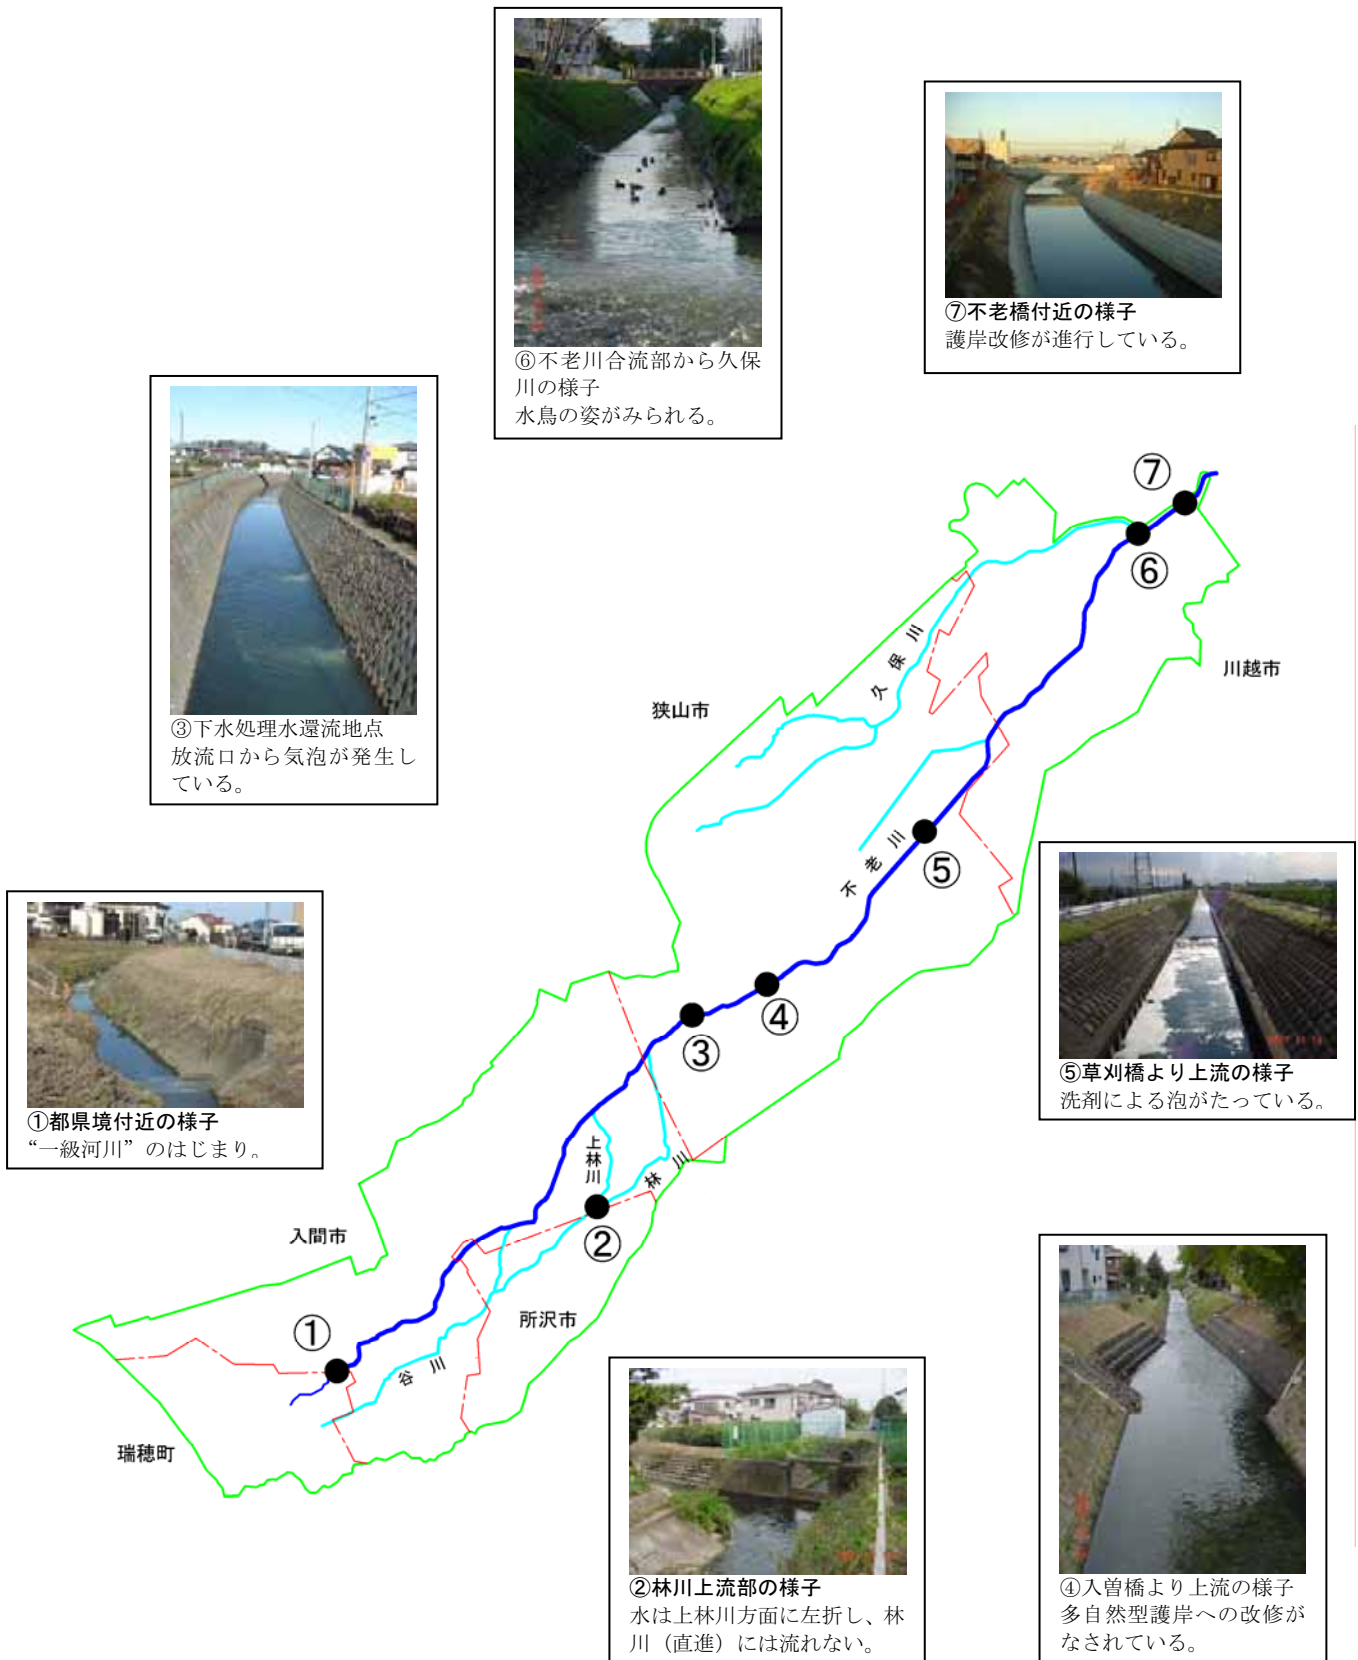 ⑥不老川合流部から久保
川の様子
水鳥の姿がみられる。
⑦不老橋付近の様子
護岸改修が進行している。
③下水処理水還流地点
放流口から気泡が発生し
ている。
⑦
⑥
久保川
狭山市
川越市
不老川
⑤
⑤草刈橋より上流の様子
洗剤による泡がたっている。
④
③
①都県境付近の様子
“一級河川”のはじまり。
上林川
林川
②
入間市
所沢市
①
谷川
瑞穂町
②林川上流部の様子
水は上林川方面に左折し、林
川（直進）には流れない。
④入曽橋より上流の様子
多自然型護岸への改修が
なされている。